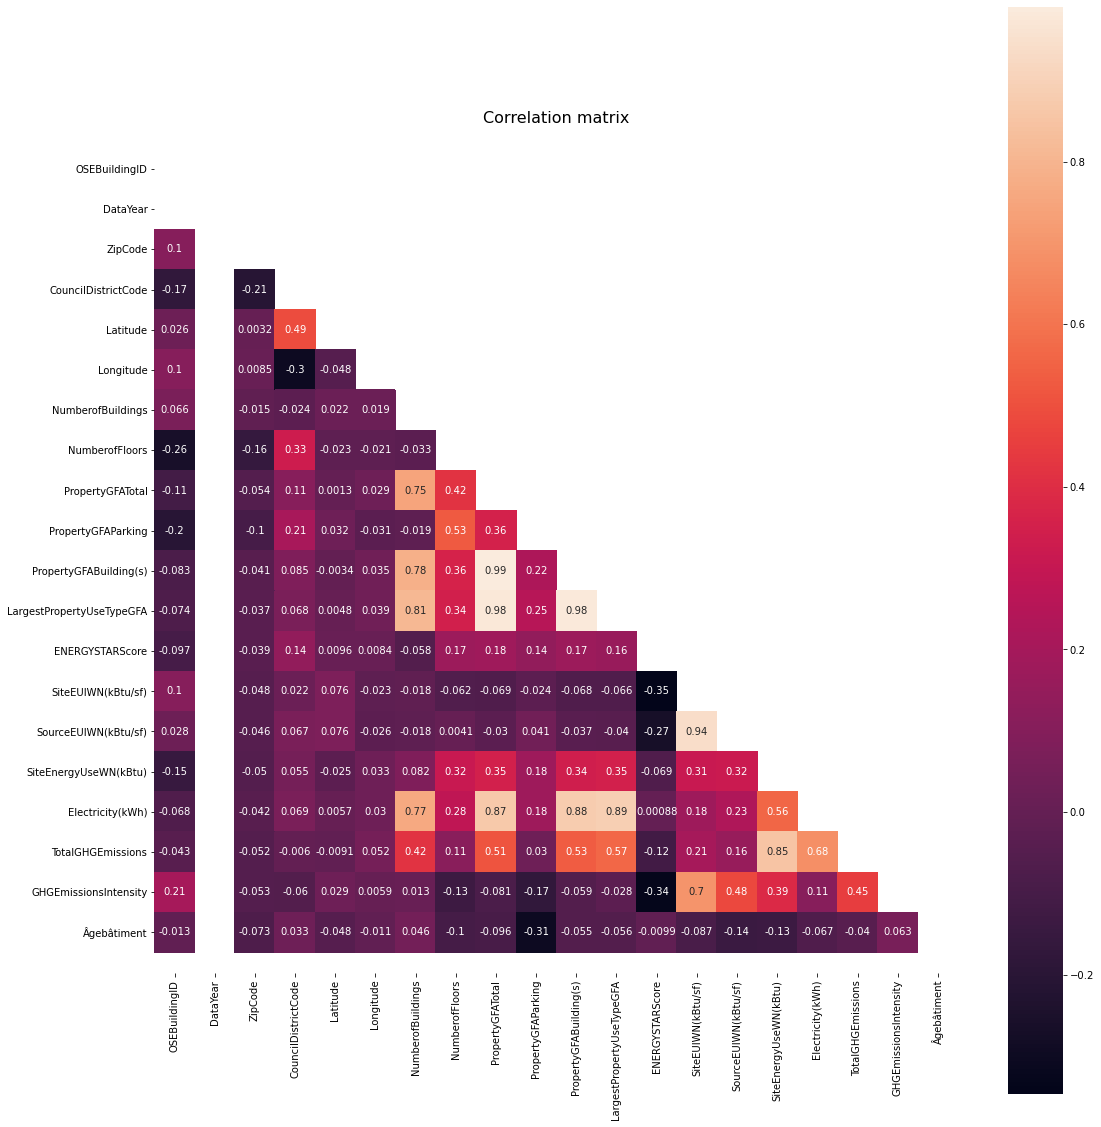 Correlation matrix
OSEBuildingID
DataYear
ZipCode 0.1
CouncilDistrictCode -0.17 -0.21
Latitude 0.026 0.0032 0.49
Longitude 0.1 0.0085 -0.3 -0.048
NumberofBuildings 0.066 -0.015 -0.024 0.022 0.019
NumberofFloors -0.26 -0.16 0.33 -0.023 -0.021 -0.033
PropertyGFATotal -0.11 -0.054 0.11 0.0013 0.029 0.75 0.42
PropertyGFAParking -0.2 -0.1 0.21 0.032 -0.031 -0.019 0.53 0.36
PropertyGFABuilding(s) -0.083 -0.041 0.085 -0.0034 0.035 0.78 0.36 0.99 0.22
LargestPropertyUseTypeGFA -0.074 -0.037 0.068 0.0048 0.039 0.81 0.34 0.98 0.25 0.98
ENERGYSTARScore -0.097 -0.039 0.14 0.0096 0.0084 -0.058 0.17 0.18 0.14 0.17 0.16
SiteEUIWN(kBtu/sf) 0.1 -0.048 0.022 0.076 -0.023 -0.018 -0.062 -0.069 -0.024 -0.068 -0.066 -0.35
SourceEUIWN(kBtu/sf) 0.028 -0.046 0.067 0.076 -0.026 -0.018 0.0041 -0.03 0.041 -0.037 -0.04 -0.27 0.94
SiteEnergyUseWN(kBtu) -0.15 -0.05 0.055 -0.025 0.033 0.082 0.32 0.35 0.18 0.34 0.35 -0.069 0.31 0.32
Electricity(kWh) -0.068 -0.042 0.069 0.0057 0.03 0.77 0.28 0.87 0.18 0.88 0.89 0.00088 0.18 0.23 0.56
TotalGHGEmissions -0.043 -0.052 -0.006 -0.0091 0.052 0.42 0.11 0.51 0.03 0.53 0.57 -0.12 0.21 0.16 0.85 0.68
GHGEmissionsIntensity 0.21 -0.053 -0.06 0.029 0.0059 0.013 -0.13 -0.081 -0.17 -0.059 -0.028 -0.34 0.7 0.48 0.39 0.11 0.45
Âgebâtiment -0.013 -0.073 0.033 -0.048 -0.011 0.046 -0.1 -0.096 -0.31 -0.055 -0.056 -0.0099 -0.087 -0.14 -0.13 -0.067 -0.04 0.063
OSEBuildingID
DataYear
ZipCode
CouncilDistrictCode
Latitude
Longitude
NumberofBuildings
NumberofFloors
PropertyGFATotal
PropertyGFAParking
PropertyGFABuilding(s)
LargestPropertyUseTypeGFA
ENERGYSTARScore
SiteEUIWN(kBtu/sf)
SourceEUIWN(kBtu/sf)
SiteEnergyUseWN(kBtu)
Electricity(kWh)
TotalGHGEmissions
GHGEmissionsIntensity
Âgebâtiment
0.8
0.6
0.4
0.2
0.0
−0.2